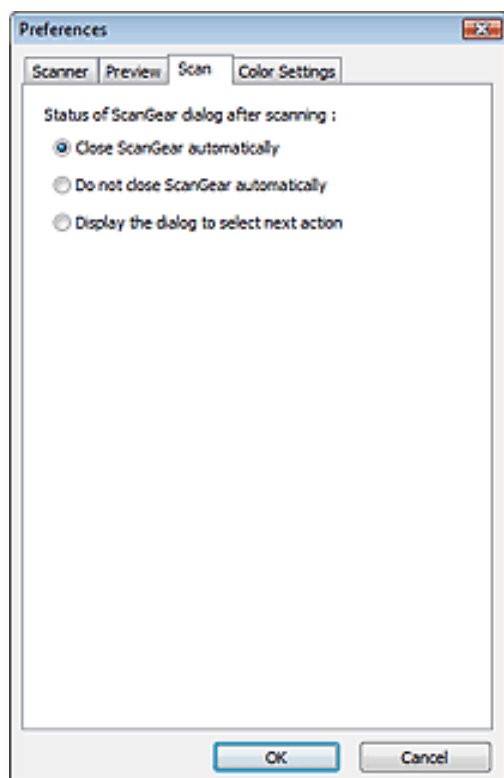 Preferences
Scanner Preview Scan Color Settings
Status of ScanGear dialog after scanning :
Close ScanGear automatically
Do not close ScanGear automatically
Display the dialog to select next action
OK Cancel